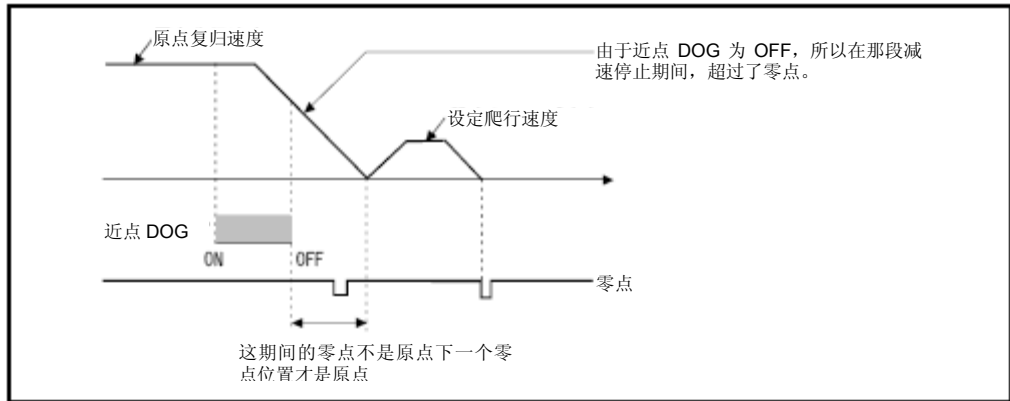 原点复归速度
由于近点 DOG 为 OFF，所以在那段减
速停止期间，超过了零点。
设定爬行速度
近点 DOG
ON
OFF
零点
这期间的零点不是原点下一个零
点位置才是原点